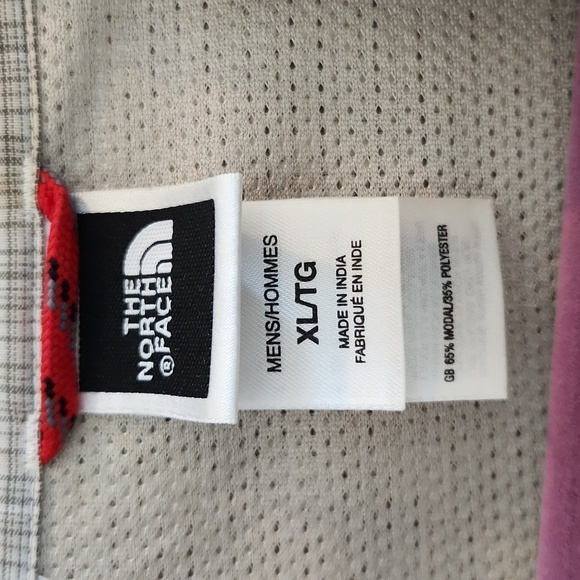 THE
NORTH
FACE®
MENS/HOMMES
XL/TG
MADE IN INDIA
FABRIQUÉ EN INDE
GB 65% MODAL/35% POLYESTER